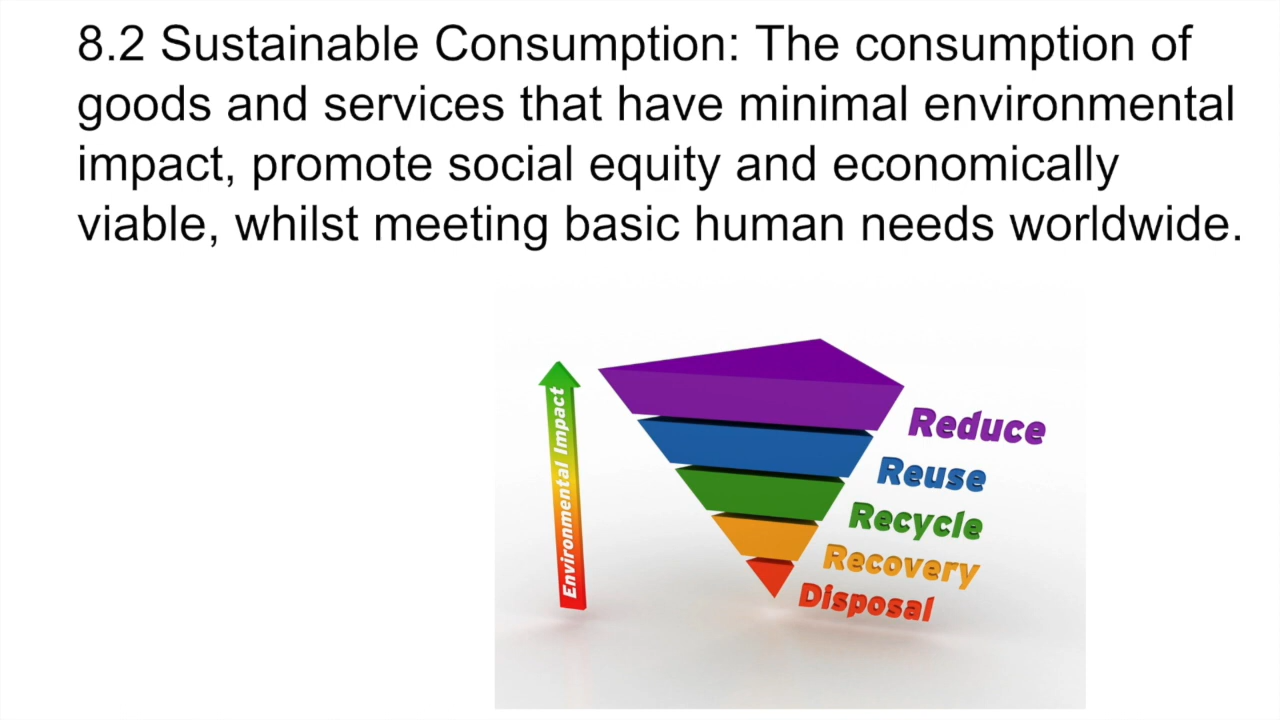 8.2 Sustainable Consumption: The consumption of
goods and services that have minimal environmental
impact, promote social equity and economically
viable, whilst meeting basic human needs worldwide.
Environmental Impact
Reduce
Reuse
Recycle
Recovery
Disposal